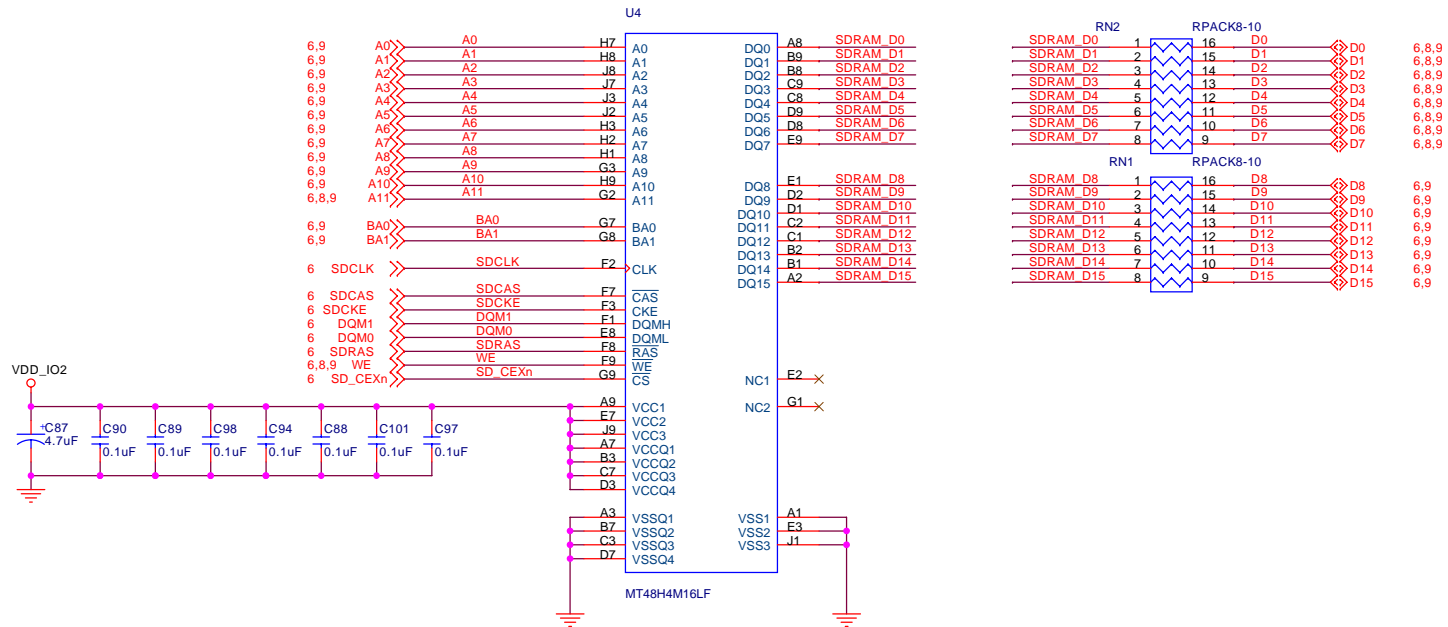 U4
RN2 RPACK8-10
6,9 A0 A0 H7 A0 DQ0 A8 SDRAM_D0 SDRAM_D0 1 16 D0 D0 6,8,9
6,9 A1 A1 H8 A1 DQ1 B9 SDRAM_D1 SDRAM_D1 2 15 D1 D1 6,8,9
6,9 A2 A2 J8 A2 DQ2 B8 SDRAM_D2 SDRAM_D2 3 14 D2 D2 6,8,9
6,9 A3 A3 J7 A3 DQ3 C9 SDRAM_D3 SDRAM_D3 4 13 D3 D3 6,8,9
6,9 A4 A4 J3 A4 DQ4 C8 SDRAM_D4 SDRAM_D4 5 12 D4 D4 6,8,9
6,9 A5 A5 J2 A5 DQ5 D9 SDRAM_D5 SDRAM_D5 6 11 D5 D5 6,8,9
6,9 A6 A6 H3 A6 DQ6 D8 SDRAM_D6 SDRAM_D6 7 10 D6 D6 6,8,9
6,9 A7 A7 H2 A7 DQ7 E9 SDRAM_D7 SDRAM_D7 8 9 D7 D7 6,8,9
6,9 A8 A8 H1 A8
RN1 RPACK8-10
6,9 A9 A9 G3 A9
6,9 A10 A10 H9 A10 DQ8 E1 SDRAM_D8 SDRAM_D8 1 16 D8 D8 6,9
6,8,9 A11 A11 G2 A11 DQ9 D2 SDRAM_D9 SDRAM_D9 2 15 D9 D9 6,9
DQ10 D1 SDRAM_D10 SDRAM_D10 3 14 D10 D10 6,9
6,9 BA0 BA0 G7 BA0 DQ11 C2 SDRAM_D11 SDRAM_D11 4 13 D11 D11 6,9
6,9 BA1 BA1 G8 BA1 DQ12 C1 SDRAM_D12 SDRAM_D12 5 12 D12 D12 6,9
DQ13 B2 SDRAM_D13 SDRAM_D13 6 11 D13 D13 6,9
6 SDCLK SDCLK F2 CLK DQ14 B1 SDRAM_D14 SDRAM_D14 7 10 D14 D14 6,9
DQ15 A2 SDRAM_D15 SDRAM_D15 8 9 D15 D15 6,9
6 SDCAS SDCAS F7 CAS
6 SDCKE SDCKE F3 CKE
6 DQM1 DQM1 F1 DQMH
6 DQM0 DQM0 E8 DQML
6 SDRAS SDRAS F8 RAS
6,8,9 WE WE F9 WE
6 SD_CEXn SD_CEXn G9 CS NC1 E2
VDD_IO2
A9 VCC1 NC2 G1
E7 VCC2
J9 VCC3
A7 VCCQ1
B3 VCCQ2
C7 VCCQ3
D3 VCCQ4
+ C87 C90 C89 C98 C94 C88 C101 C97
4.7uF 0.1uF 0.1uF 0.1uF 0.1uF 0.1uF 0.1uF 0.1uF
A3 VSSQ1 VSS1 A1
B7 VSSQ2 VSS2 E3
C3 VSSQ3 VSS3 J1
D7 VSSQ4
MT48H4M16LF